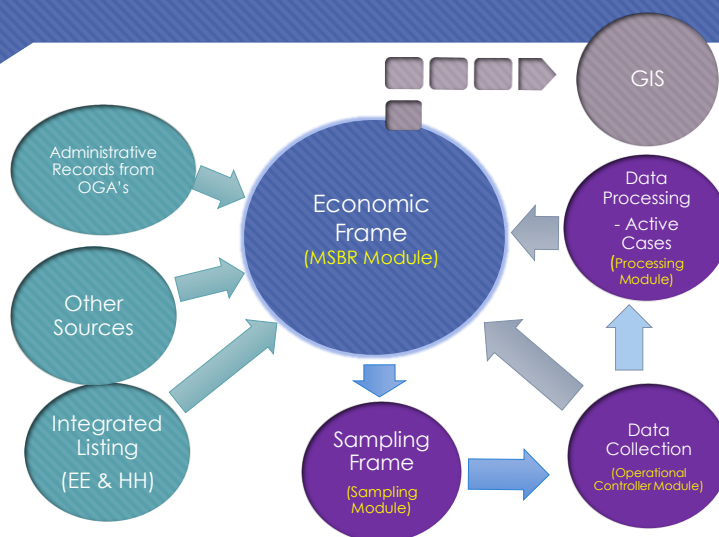 GIS
Administrative
Records from
OGA's
Economic
Frame
(MSBR Module)
Data
Processing
- Active
Cases
(Processing
Module)
Other
Sources
Integrated
Listing
(EE & HH)
Sampling
Frame
(Sampling
Module)
Data
Collection
(Operational
Controller Module)